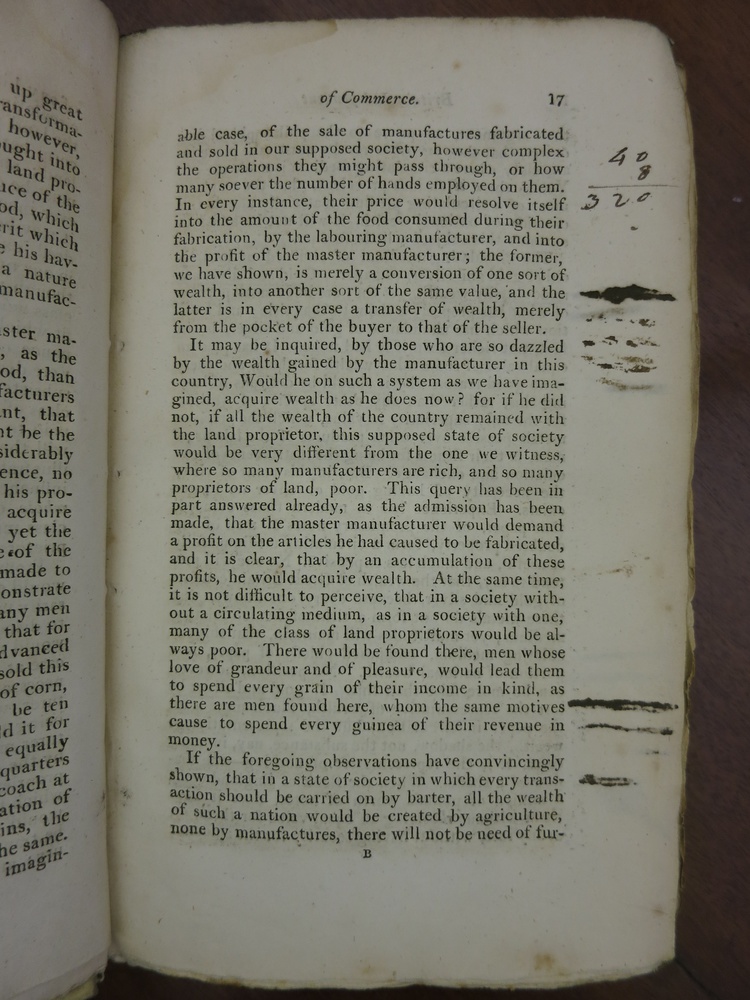 up great
ransforma-
however,
ught into
land pro-
nce of the
od, which
rit which
e his hav-
a nature
manufac-
ster ma-
, as the
od, than
facturers
nt, that
nt be the
siderably
ence, no
his pro-
acquire
yet the
e of the
made to
onstrate
any men
that for
dvanced
sold this
of corn,
be ten
d it for
equally
quarters
coach at
ation of
ins, the
he same.
imagin-
of Commerce. 17
able case, of the sale of manufactures fabricated
and sold in our supposed society, however complex
the operations they might pass through, or how
many soever the number of hands employed on them.
In every instance, their price would resolve itself
into the amount of the food consumed during their
fabrication, by the labouring manufacturer, and into
the profit of the master manufacturer; the former,
we have shown, is merely a conversion of one sort of
wealth, into another sort of the same value, and the
latter is in every case a transfer of wealth, merely
from the pocket of the buyer to that of the seller.
It may be inquired, by those who are so dazzled
by the wealth gained by the manufacturer in this
country, Would he on such a system as we have ima-
gined, acquire wealth as he does now? for if he did
not, if all the wealth of the country remained with
the land proprietor, this supposed state of society
would be very different from the one we witness,
where so many manufacturers are rich, and so many
proprietors of land, poor. This query has been in
part answered already, as the admission has been
made, that the master manufacturer would demand
a profit on the articles he had caused to be fabricated,
and it is clear, that by an accumulation of these
profits, he would acquire wealth. At the same time,
it is not difficult to perceive, that in a society with-
out a circulating medium, as in a society with one,
many of the class of land proprietors would be al-
ways poor. There would be found there, men whose
love of grandeur and of pleasure, would lead them
to spend every grain of their income in kind, as
there are men found here, whom the same motives
cause to spend every guinea of their revenue in
money.
If the foregoing observations have convincingly
shown, that in a state of society in which every trans-
action should be carried on by barter, all the wealth
of such a nation would be created by agriculture,
none by manufactures, there will not be need of fur-
B
40
8
320